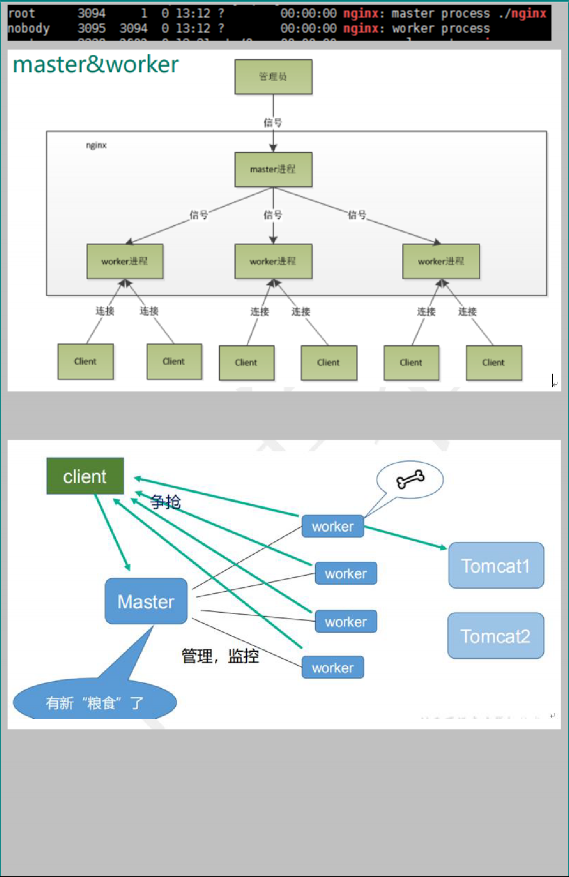 root 3094 1 0 13:12 ? 00:00:00 nginx: master process ./nginx
nobody 3095 3094 0 13:12 ? 00:00:00 nginx: worker process
master&worker
管理员
信号
nginx
master进程
信号 信号 信号
worker进程 worker进程 worker进程
连接 连接 连接 连接 连接 连接
Client Client Client Client Client Client
client
争抢
worker
worker
Tomcat1
Master
worker
Tomcat2
管理，监控
worker
有新“粮食”了